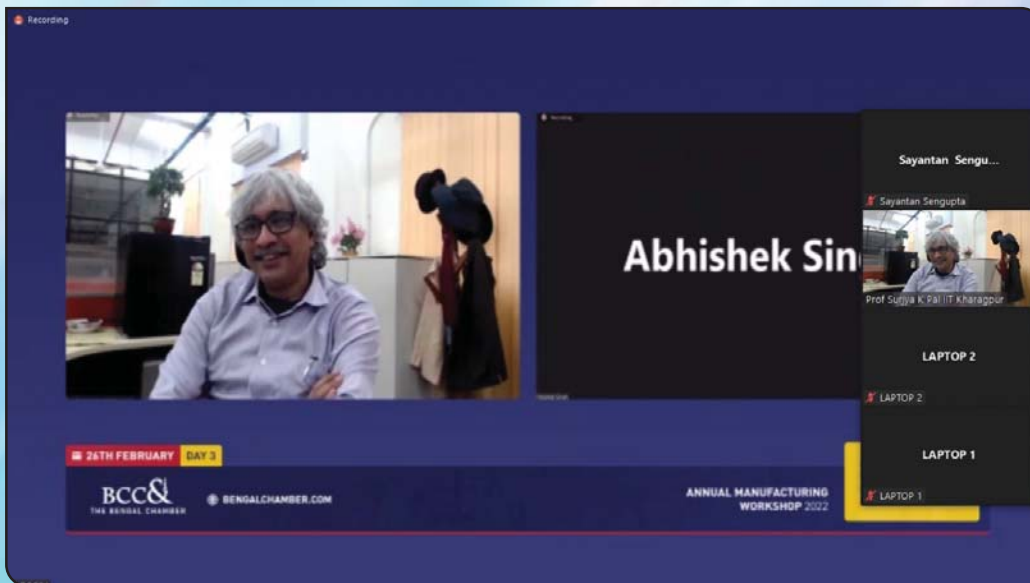 Recording
Recording
Abhishek Sin
Sayantan Sengu...
Sayantan Sengupta
Prof Surjya K Pal IIT Kharagpur
LAPTOP 2
LAPTOP 2
LAPTOP 1
LAPTOP 1
26TH FEBRUARY DAY 3
BCC&I
THE BENGAL CHAMBER
BENGALCHAMBER.COM
ANNUAL MANUFACTURING
WORKSHOP 2022